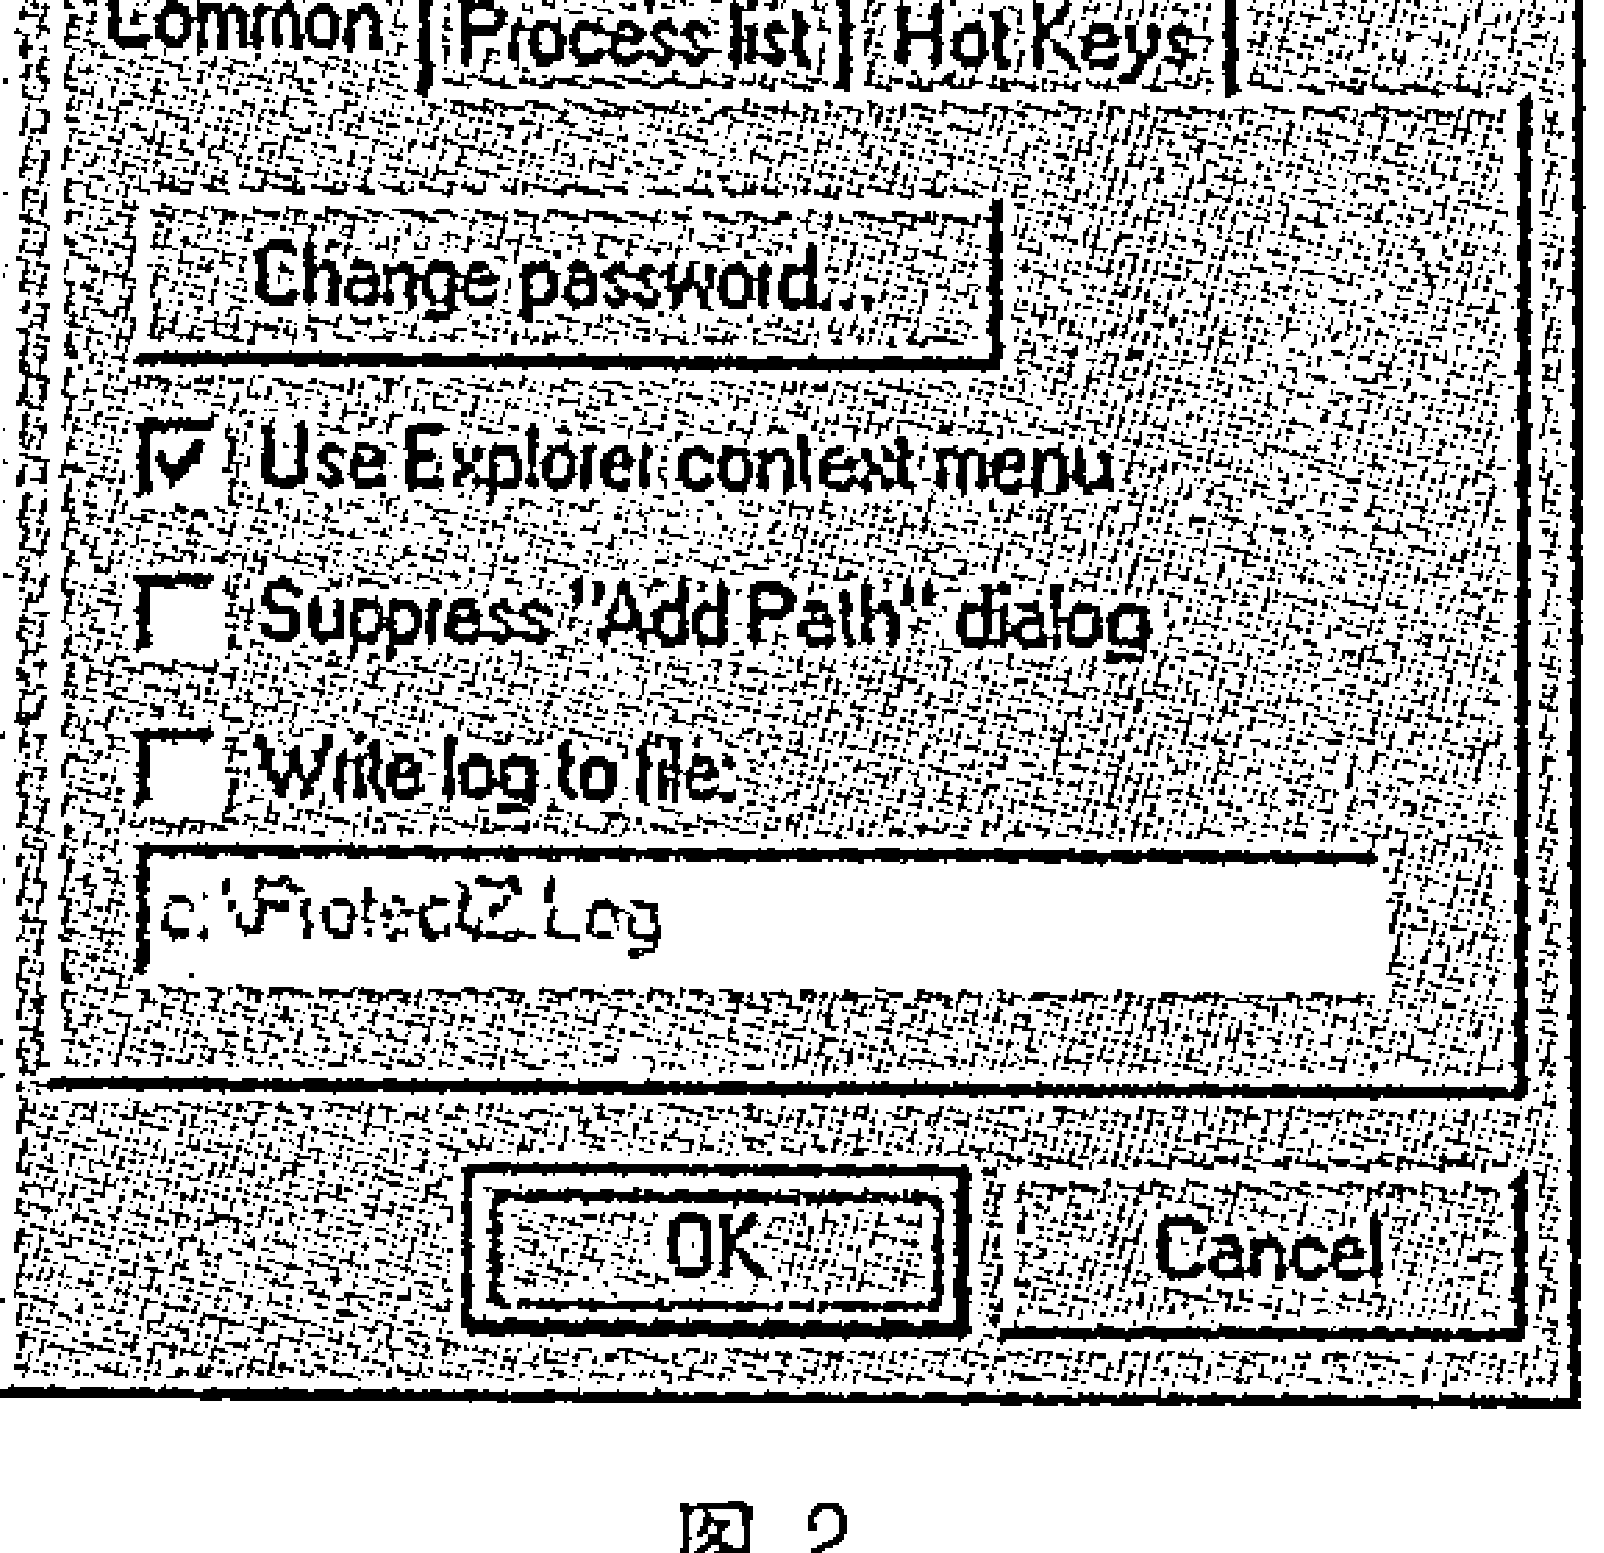 Common Process list Hot Keys
Change password...
Use Explorer context menu
Suppress "Add Path" dialog
Write log to file:
OK Cancel
图 2